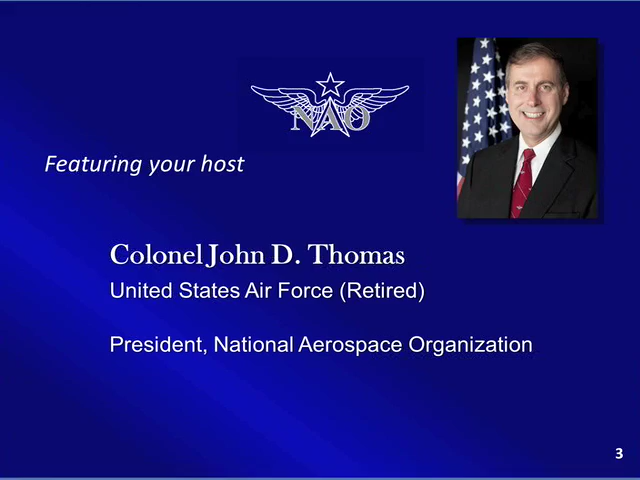 NAO
Featuring your host
Colonel John D. Thomas
United States Air Force (Retired)
President, National Aerospace Organization
3